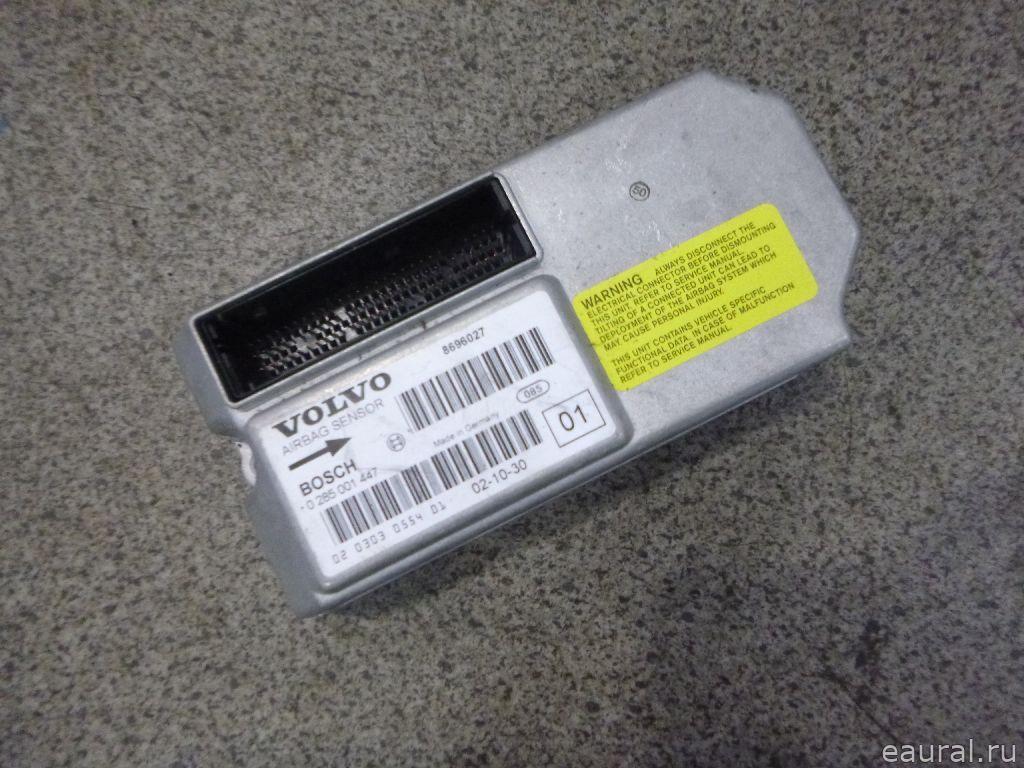 8696027
VOLVO
AIRBAG SENSOR
085
01
Made in Germany
BOSCH
0 285 001 447
02-10-30
02 0303 0554 01
WARNING ALWAYS DISCONNECT THE
ELECTRICAL CONNECTOR BEFORE DISMOUNTING
THIS UNIT. REFER TO SERVICE MANUAL.
TILTING OF A CONNECTED UNIT CAN LEAD TO
DEPLOYMENT OF THE AIRBAG SYSTEM WHICH
MAY CAUSE PERSONAL INJURY.
THIS UNIT CONTAINS VEHICLE SPECIFIC
FUNCTIONAL DATA IN CASE OF MALFUNCTION
REFER TO SERVICE MANUAL.
eaural.ru